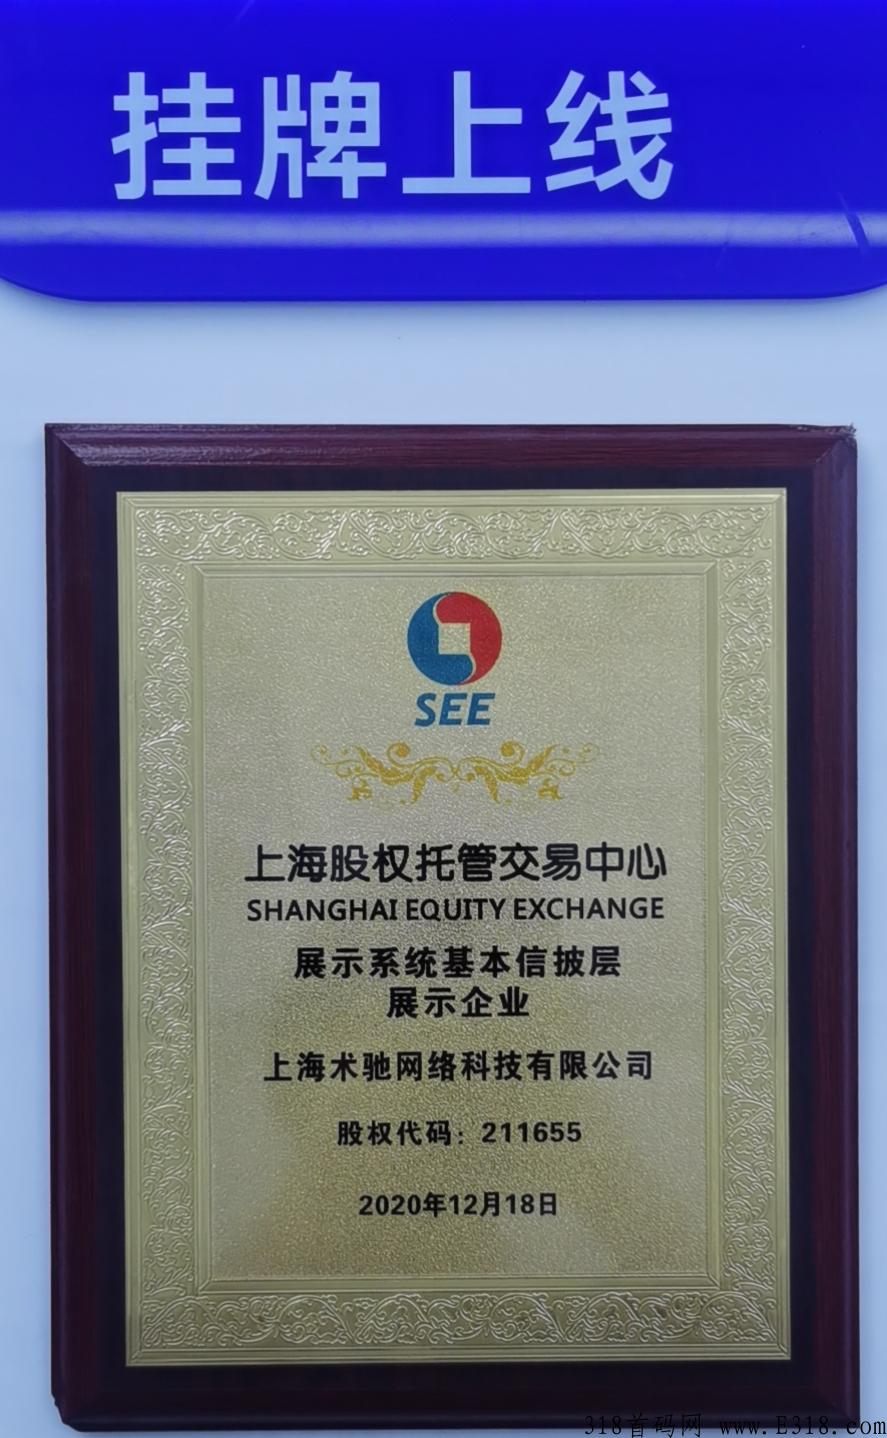 挂牌上线
SEE
上海股权托管交易中心
SHANGHAI EQUITY EXCHANGE
展示系统基本信披层
展示企业
上海术驰网络科技有限公司
股权代码：211655
2020年12月18日
318首码网 www.E318.com